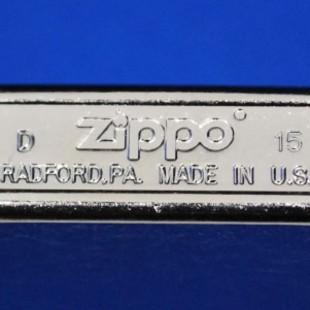 D Zippo® 15
RADFORD,PA. MADE IN U.S.